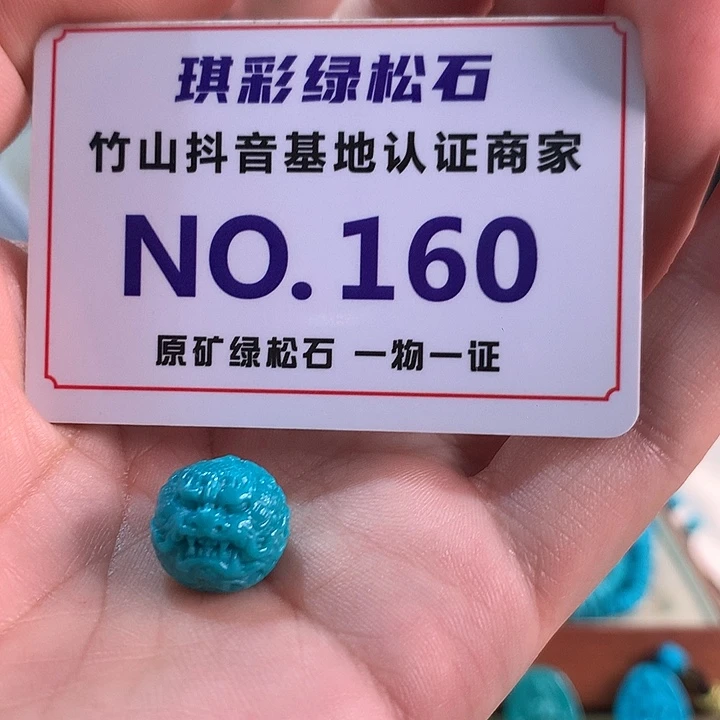 琪彩绿松石
竹山抖音基地认证商家
NO.160
原矿绿松石 一物一证